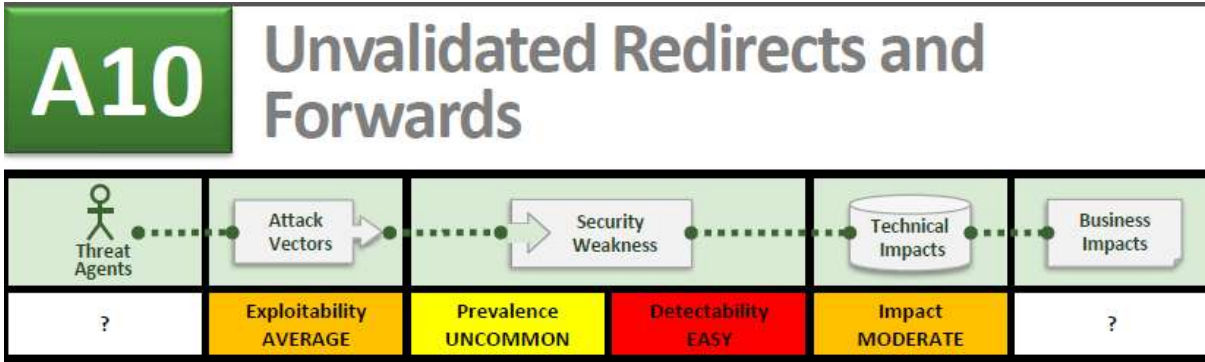 A10
Unvalidated Redirects and
Forwards
Threat
Agents
Attack
Vectors
Security
Weakness
Technical
Impacts
Business
Impacts
?
Exploitability
AVERAGE
Prevalence
UNCOMMON
Detectability
EASY
Impact
MODERATE
?